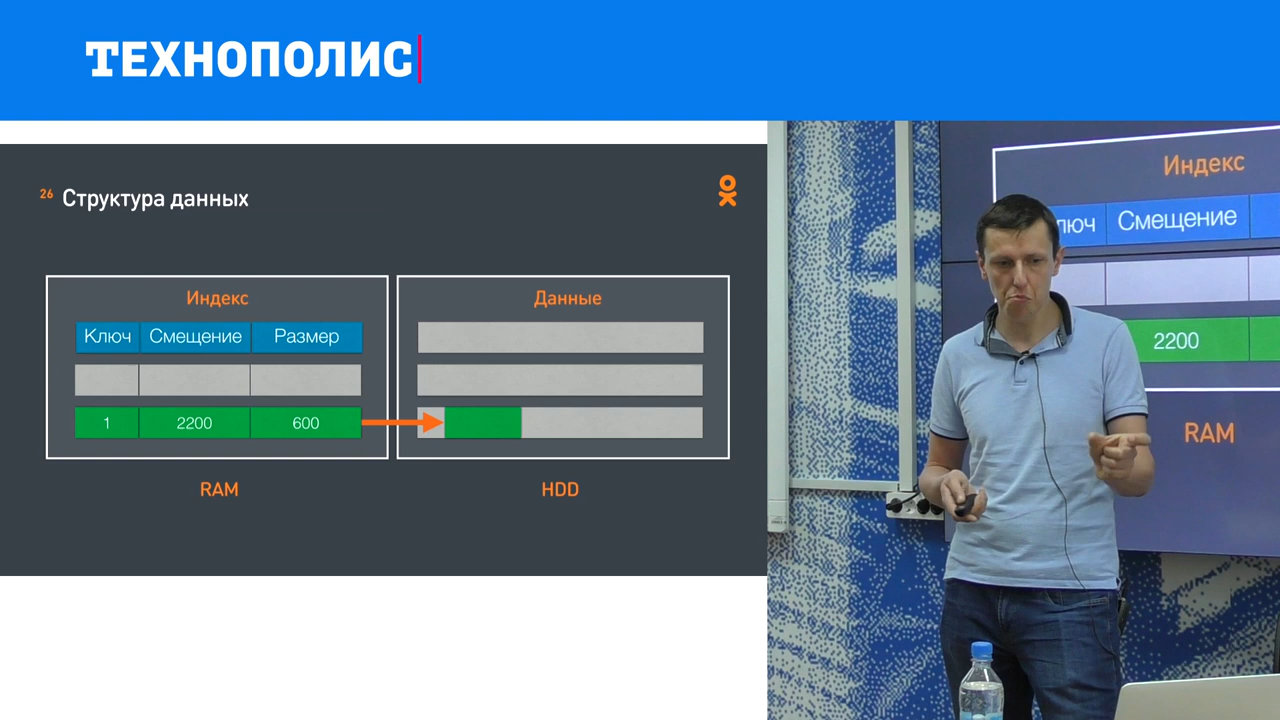 ТЕХНОПОЛИС
26 Структура данных
Индекс
Ключ Смещение Размер
1 2200 600
RAM
Данные
HDD
Индекс
люч Смещение
2200
RAM